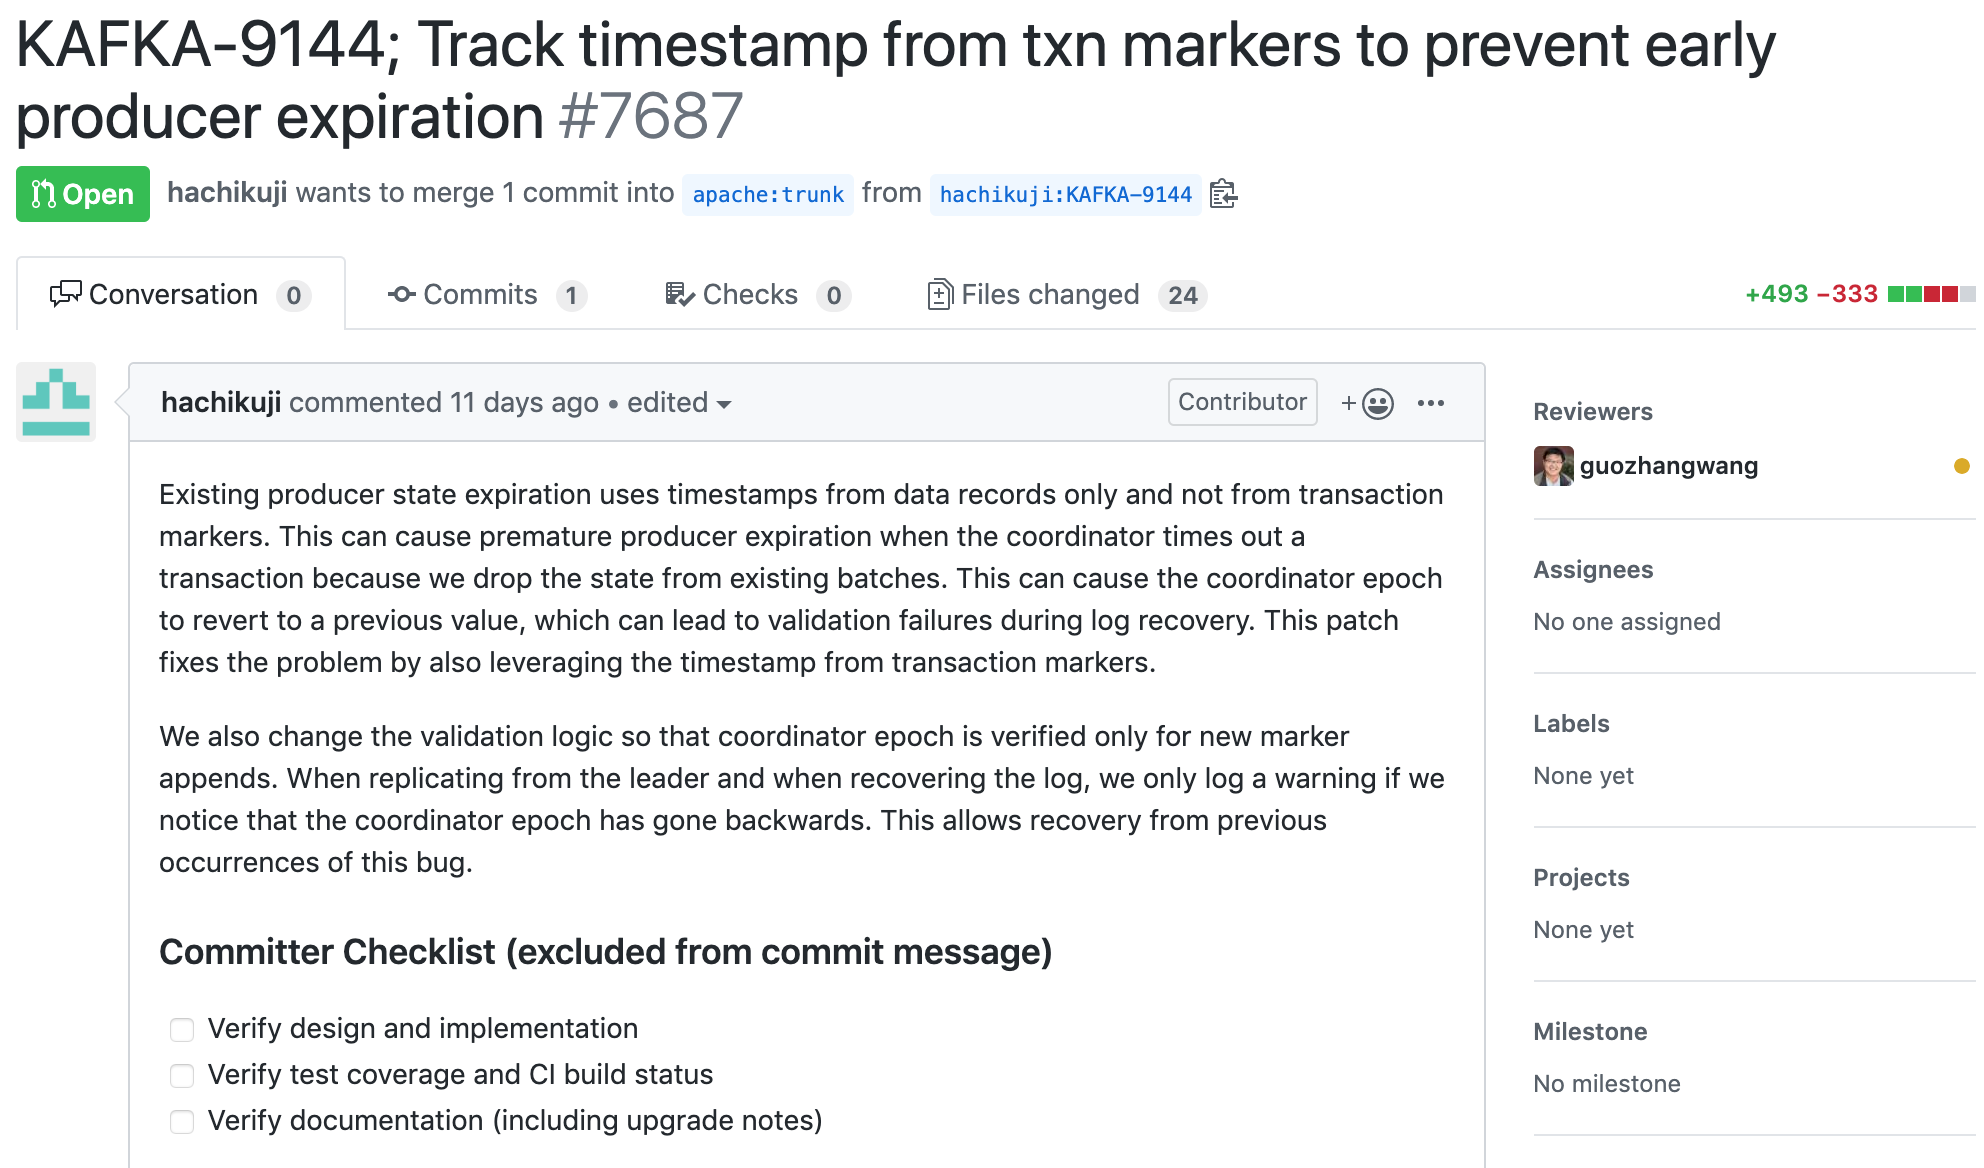 KAFKA-9144; Track timestamp from txn markers to prevent early
producer expiration #7687
Open hachikuji wants to merge 1 commit into apache:trunk from hachikuji:KAFKA-9144
Conversation 0 Commits 1 Checks 0 Files changed 24 +493 −333
hachikuji commented 11 days ago • edited Contributor
Existing producer state expiration uses timestamps from data records only and not from transaction
markers. This can cause premature producer expiration when the coordinator times out a
transaction because we drop the state from existing batches. This can cause the coordinator epoch
to revert to a previous value, which can lead to validation failures during log recovery. This patch
fixes the problem by also leveraging the timestamp from transaction markers.
We also change the validation logic so that coordinator epoch is verified only for new marker
appends. When replicating from the leader and when recovering the log, we only log a warning if we
notice that the coordinator epoch has gone backwards. This allows recovery from previous
occurrences of this bug.
Committer Checklist (excluded from commit message)
Verify design and implementation
Verify test coverage and CI build status
Verify documentation (including upgrade notes)
Reviewers
guozhangwang
Assignees
No one assigned
Labels
None yet
Projects
None yet
Milestone
No milestone